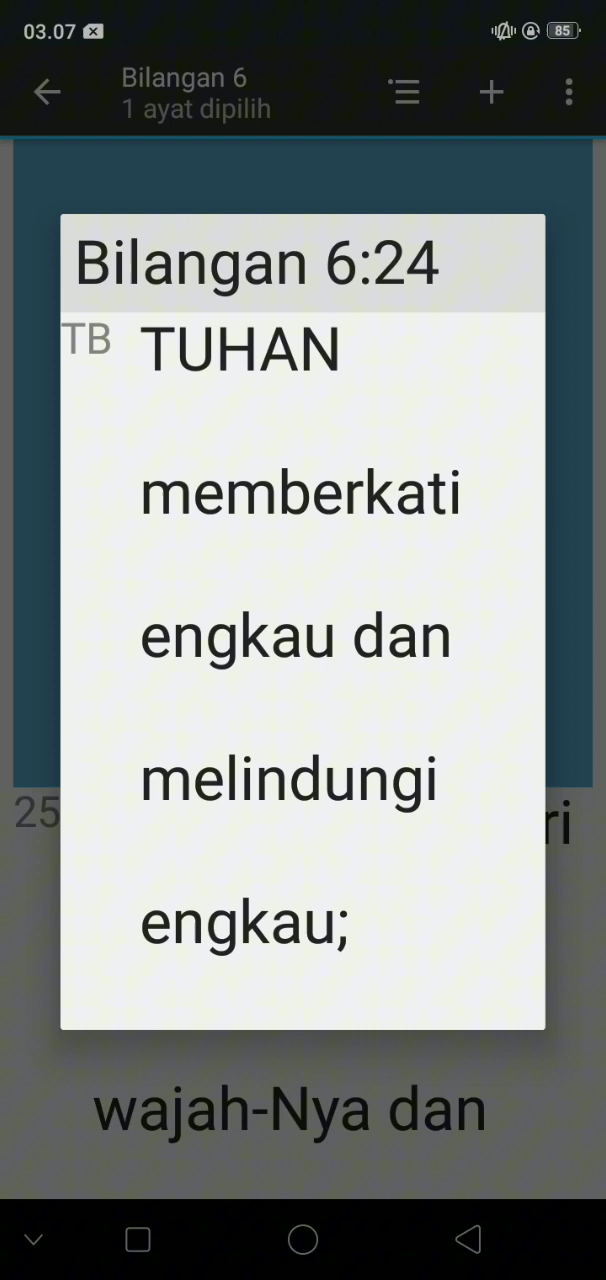 03.07 85
Bilangan 6
1 ayat dipilih
Bilangan 6:24
TB TUHAN
memberkati
engkau dan
melindungi
engkau;
25 ri
wajah-Nya dan